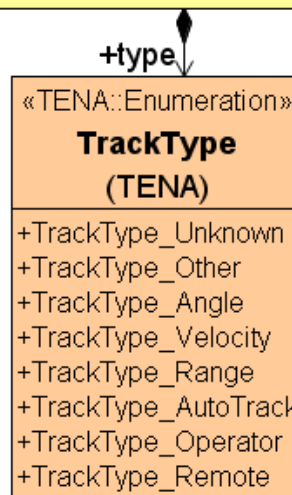 +type
«TENA::Enumeration»
TrackType
(TENA)
+TrackType_Unknown
+TrackType_Other
+TrackType_Angle
+TrackType_Velocity
+TrackType_Range
+TrackType_AutoTrack
+TrackType_Operator
+TrackType_Remote